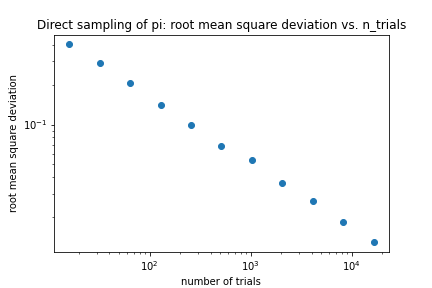 Direct sampling of pi: root mean square deviation vs. n_trials
root mean square deviation
10⁻¹
10² 10³ 10⁴
number of trials